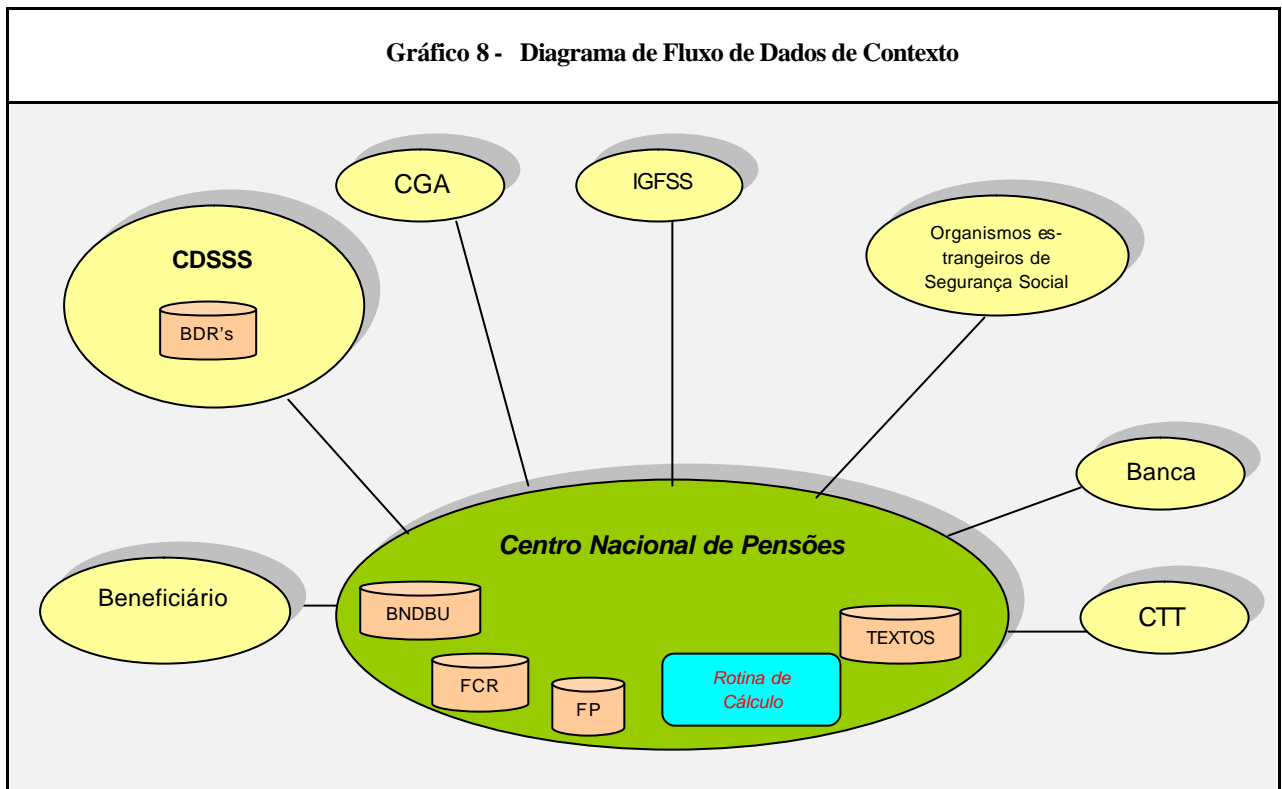 Gráfico 8 - Diagrama de Fluxo de Dados de Contexto
CGA
IGFSS
CDSSS
BDR's
Organismos es-
trangeiros de
Segurança Social
Banca
Centro Nacional de Pensões
Beneficiário
BNDBU
TEXTOS
CTT
FCR
FP
Rotina de
Cálculo